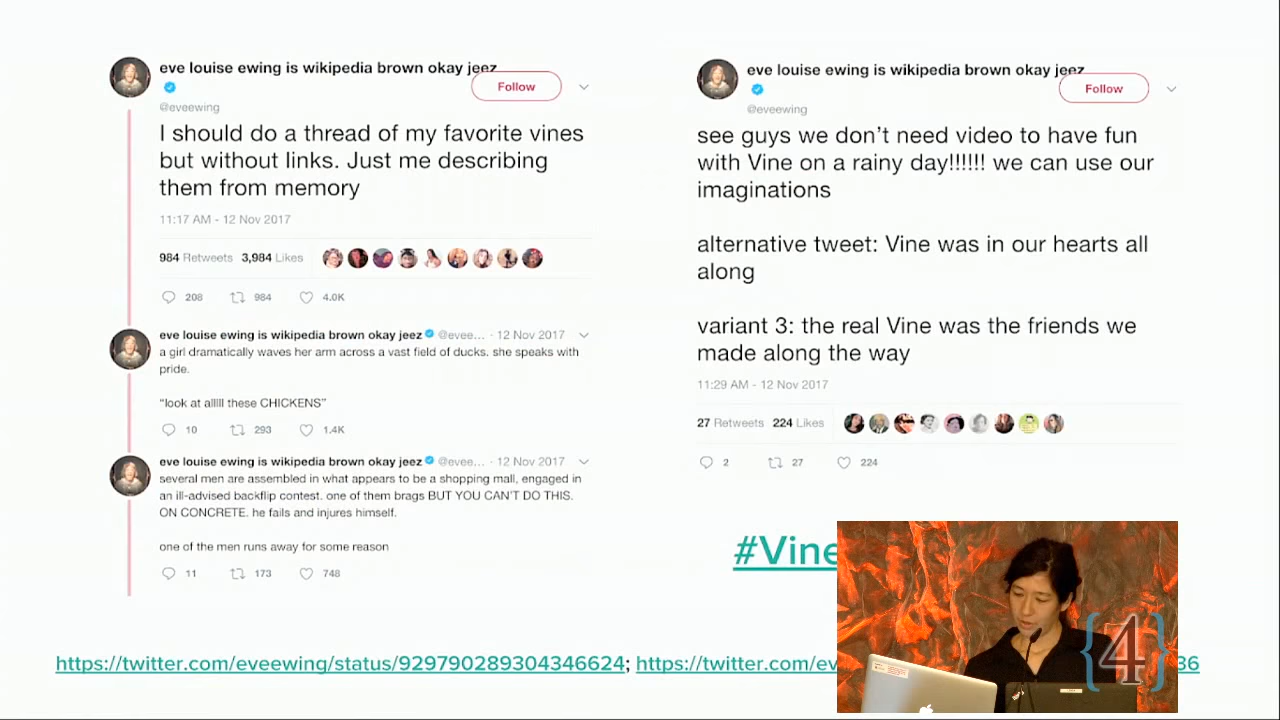 eve louise ewing is wikipedia brown okay jeez
Follow
@eveewing
I should do a thread of my favorite vines
but without links. Just me describing
them from memory
11:17 AM - 12 Nov 2017
984 Retweets 3,984 Likes
208 984 4.0K
eve louise ewing is wikipedia brown okay jeez @evee... · 12 Nov 2017
a girl dramatically waves her arm across a vast field of ducks. she speaks with
pride.
“look at alllll these CHICKENS”
10 293 1.4K
eve louise ewing is wikipedia brown okay jeez @evee... · 12 Nov 2017
several men are assembled in what appears to be a shopping mall, engaged in
an ill-advised backflip contest. one of them brags BUT YOU CAN'T DO THIS.
ON CONCRETE. he fails and injures himself.
one of the men runs away for some reason
11 173 748
eve louise ewing is wikipedia brown okay jeez
Follow
@eveewing
see guys we don’t need video to have fun
with Vine on a rainy day!!!!!! we can use our
imaginations
alternative tweet: Vine was in our hearts all
along
variant 3: the real Vine was the friends we
made along the way
11:29 AM - 12 Nov 2017
27 Retweets 224 Likes
2 27 224
#Vine
https://twitter.com/eveewing/status/929790289304346624; https://twitter.com/ev 36
{4}